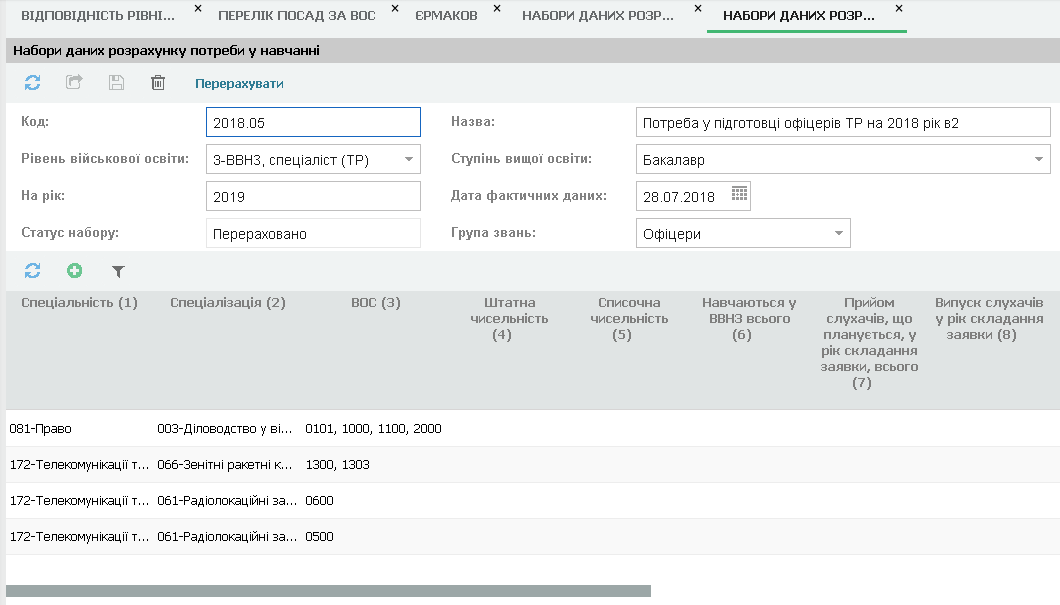 ВІДПОВІДНІСТЬ РІВНІ... × ПЕРЕЛІК ПОСАД ЗА ВОС × ЄРМАКОВ × НАБОРИ ДАНИХ РОЗР... × НАБОРИ ДАНИХ РОЗР... ×
Набори даних розрахунку потреби у навчанні
Перерахувати
Код: 2018.05 Назва: Потреба у підготовці офіцерів ТР на 2018 рік в2
Рівень військової освіти: 3-ВВНЗ, спеціаліст (ТР) Ступінь вищої освіти: Бакалавр
На рік: 2019 Дата фактичних даних: 28.07.2018
Статус набору: Перераховано Група звань: Офіцери
Спеціальність (1) Спеціалізація (2) ВОС (3) Штатна чисельність (4) Списочна чисельність (5) Навчаються у ВВНЗ всього (6) Прийом слухачів, що планується, у рік складання заявки, всього (7) Випуск слухачів у рік складання заявки (8)
081-Право 003-Діловодство у ві... 0101, 1000, 1100, 2000
172-Телекомунікації т... 066-Зенітні ракетні к... 1300, 1303
172-Телекомунікації т... 061-Радіолокаційні за... 0600
172-Телекомунікації т... 061-Радіолокаційні за... 0500